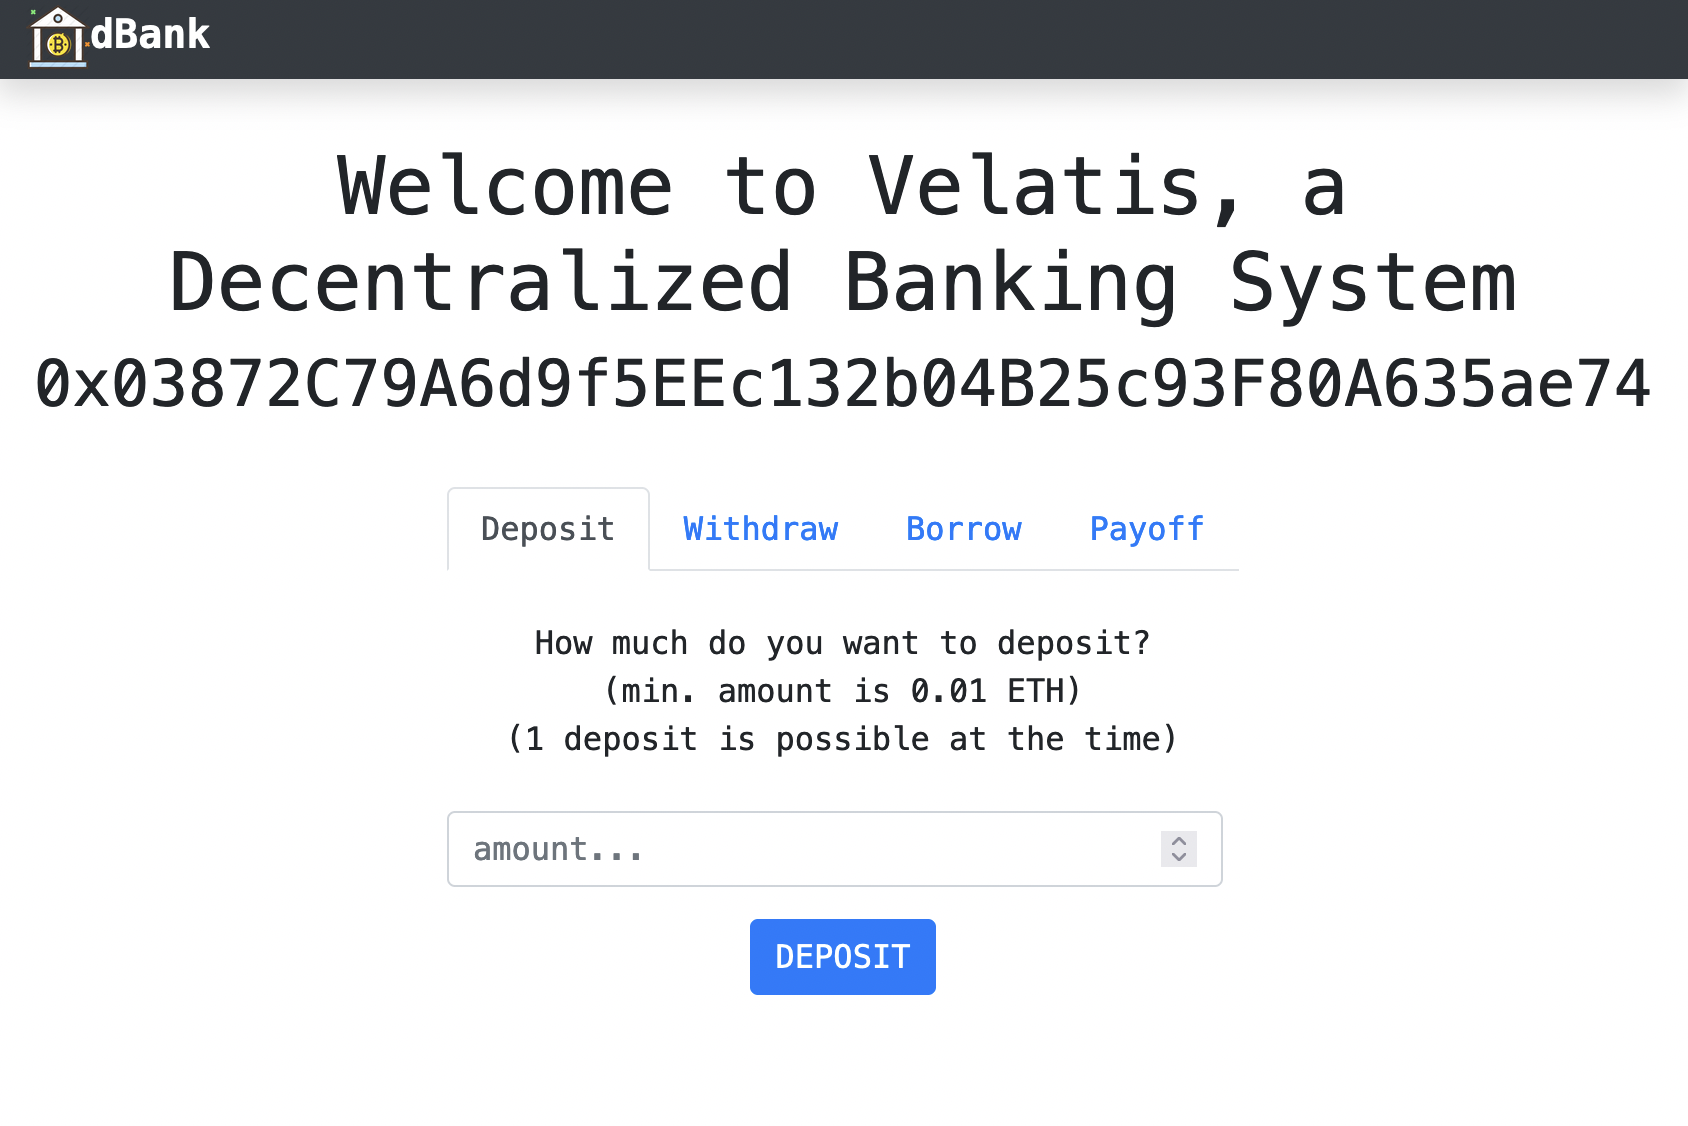 dBank
Welcome to Velatis, a
Decentralized Banking System
0x03872C79A6d9f5EEc132b04B25c93F80A635ae74
Deposit Withdraw Borrow Payoff
How much do you want to deposit?
(min. amount is 0.01 ETH)
(1 deposit is possible at the time)
amount...
DEPOSIT